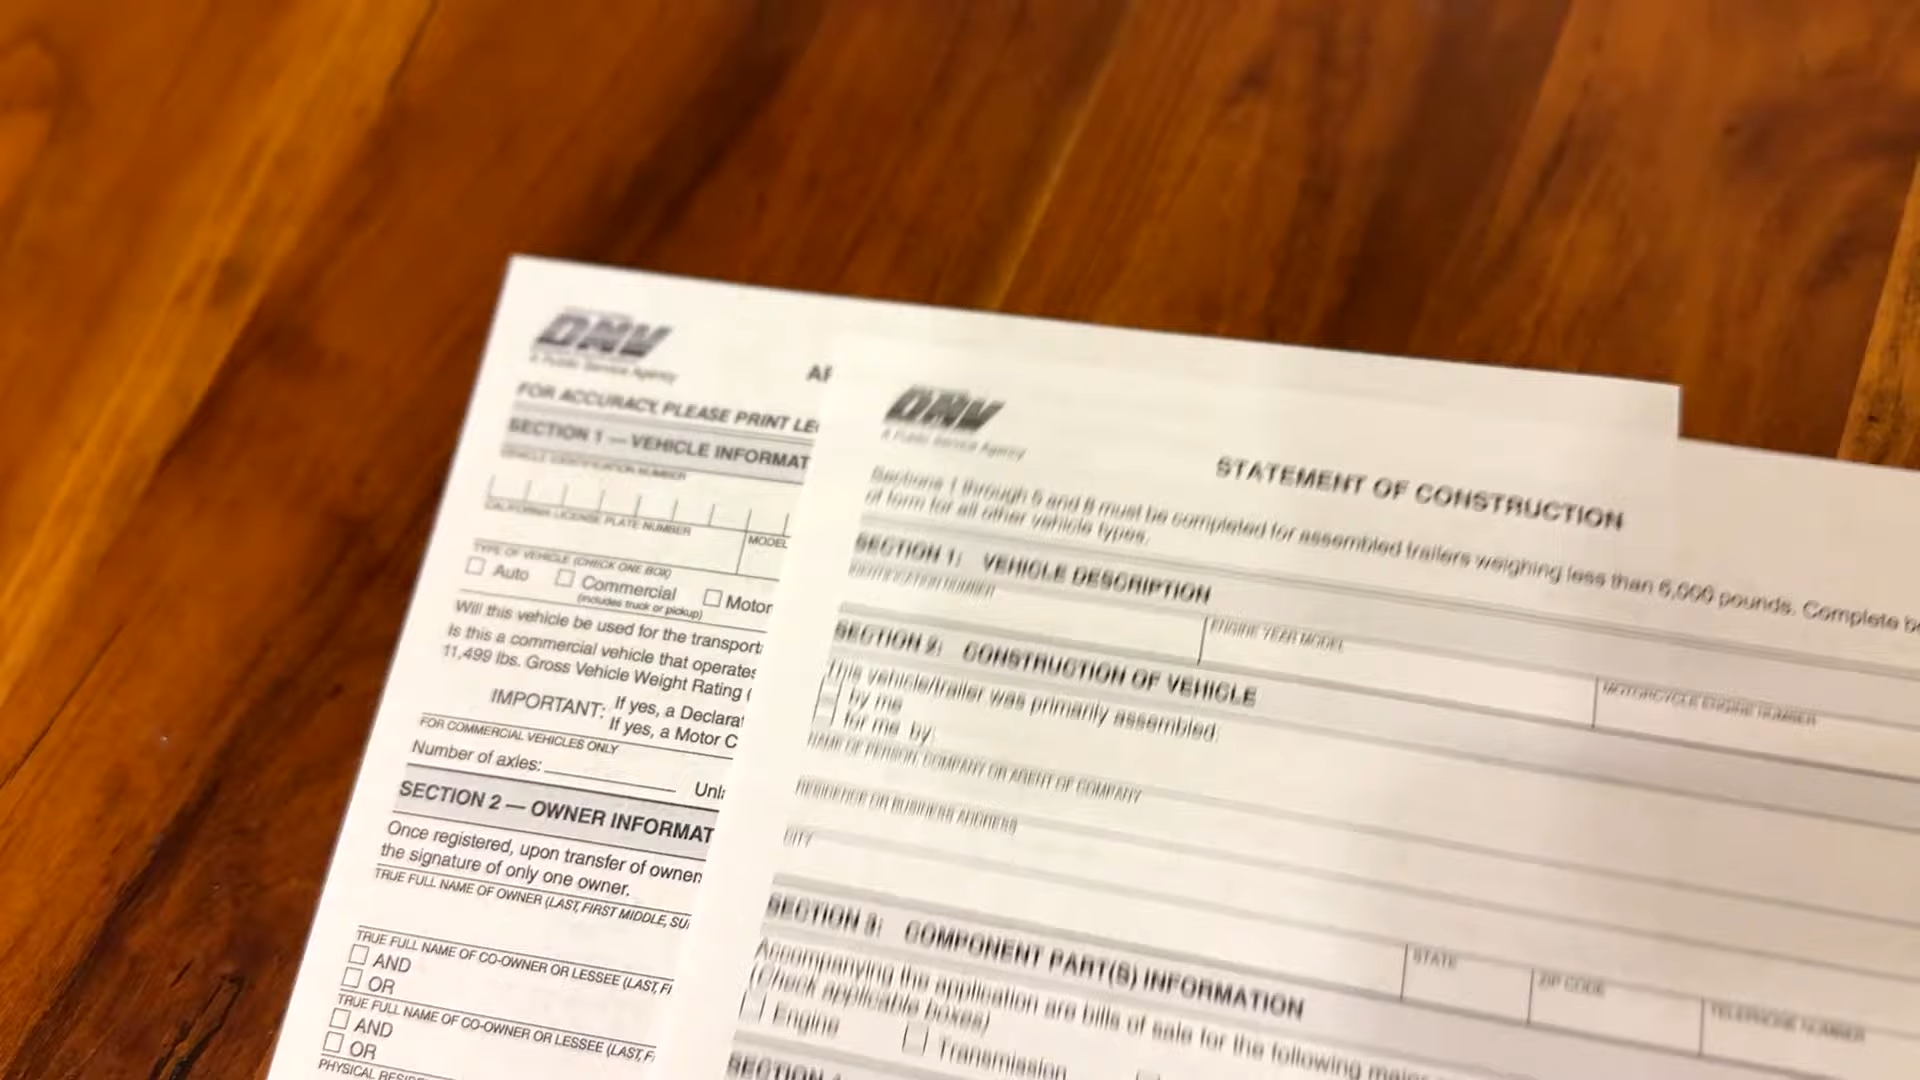 DMV
A Public Service Agency
AP
FOR ACCURACY, PLEASE PRINT LE
SECTION 1 — VEHICLE INFORMAT
VEHICLE IDENTIFICATION NUMBER
CALIFORNIA LICENSE PLATE NUMBER
MODEL
TYPE OF VEHICLE (CHECK ONE BOX)
Auto Commercial Motor
(includes truck or pickup)
Will this vehicle be used for the transport
Is this a commercial vehicle that operates
11,499 lbs. Gross Vehicle Weight Rating (
IMPORTANT: If yes, a Declarat
If yes, a Motor C
FOR COMMERCIAL VEHICLES ONLY
Number of axles: Unla
SECTION 2 — OWNER INFORMAT
Once registered, upon transfer of owner
the signature of only one owner.
TRUE FULL NAME OF OWNER (LAST, FIRST MIDDLE, SU
TRUE FULL NAME OF CO-OWNER OR LESSEE (LAST, FI
AND
OR
TRUE FULL NAME OF CO-OWNER OR LESSEE (LAST, F
AND
OR
PHYSICAL RESID
DMV
A Public Service Agency
STATEMENT OF CONSTRUCTION
Sections 1 through 5 and 8 must be completed for assembled trailers weighing less than 6,000 pounds. Complete b
of form for all other vehicle types.
SECTION 1: VEHICLE DESCRIPTION
IDENTIFICATION NUMBER
ENGINE YEAR MODEL
MOTORCYCLE ENGINE NUMBER
SECTION 2: CONSTRUCTION OF VEHICLE
This vehicle/trailer was primarily assembled:
by me
for me by:
NAME OF PERSON, COMPANY OR AGENT OF COMPANY
RESIDENCE OR BUSINESS ADDRESS
CITY
STATE
ZIP CODE
TELEPHONE NUMBER
SECTION 3: COMPONENT PART(S) INFORMATION
Accompanying the application are bills of sale for the following major
(Check applicable boxes)
Engine Transmission
SECTION 4